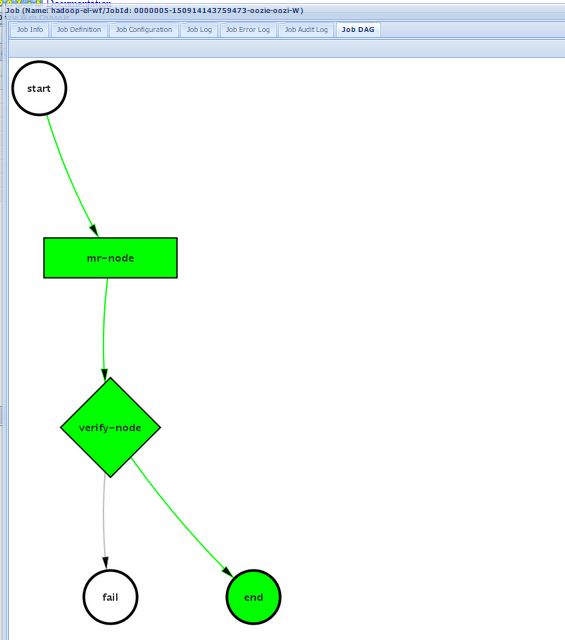 Documentation
Job (Name: hadoop-el-wf/JobId: 0000005-150914143759473-oozie-oozi-W)
Job Info Job Definition Job Configuration Job Log Job Error Log Job Audit Log Job DAG
start
mr-node
verify-node
fail
end